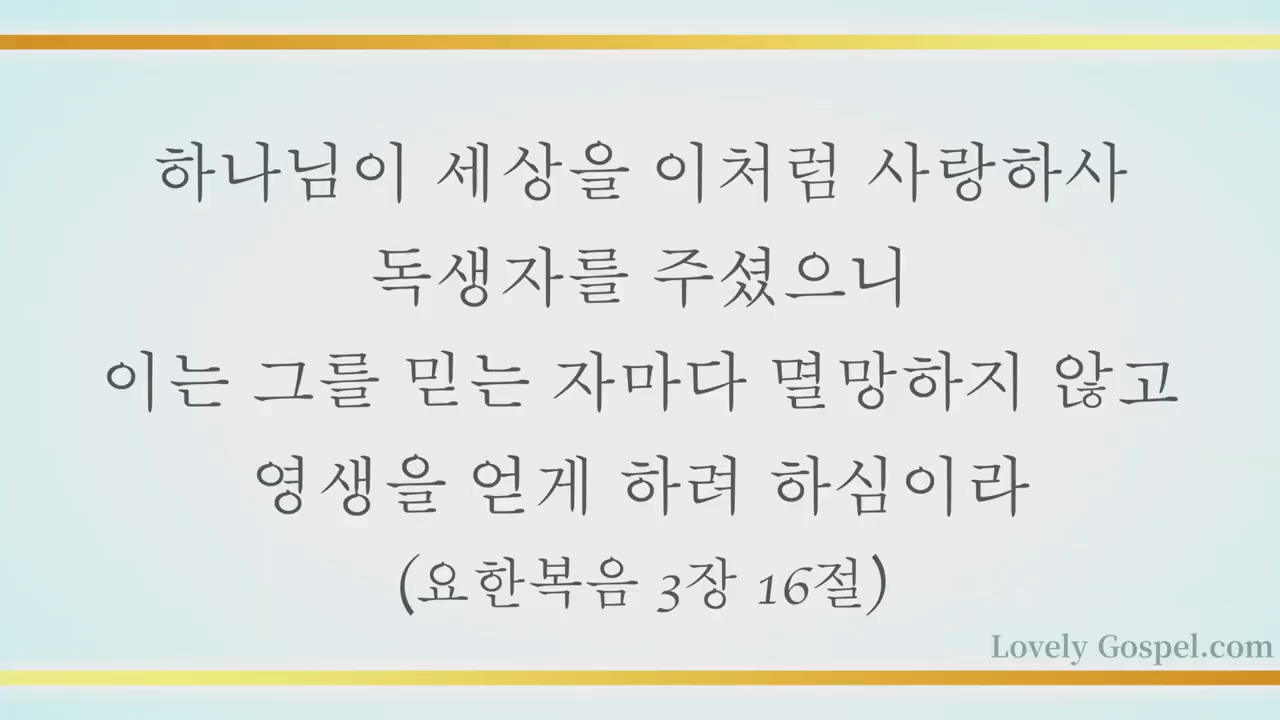 하나님이 세상을 이처럼 사랑하사
독생자를 주셨으니
이는 그를 믿는 자마다 멸망하지 않고
영생을 얻게 하려 하심이라
(요한복음 3장 16절)
Lovely Gospel.com